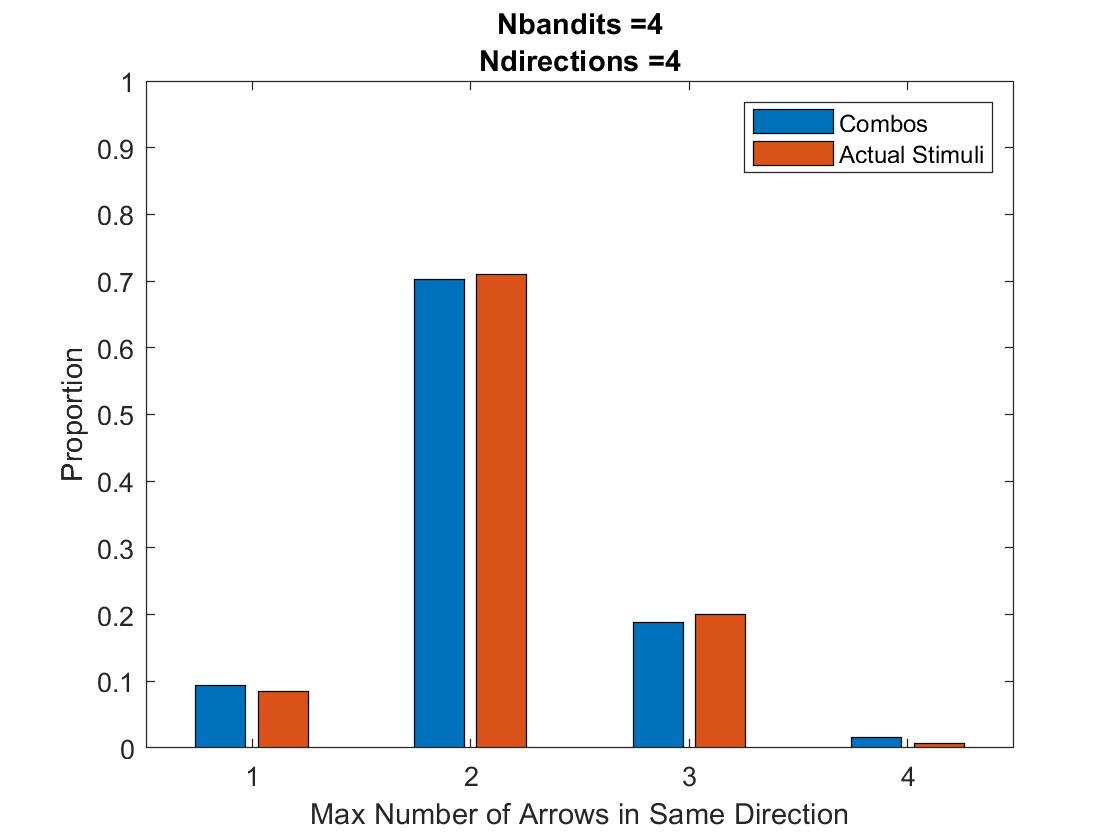 Nbandits =4
Ndirections =4
1
0.9
0.8
0.7
0.6
0.5
0.4
0.3
0.2
0.1
0
Proportion
Combos
Actual Stimuli
1 2 3 4
Max Number of Arrows in Same Direction